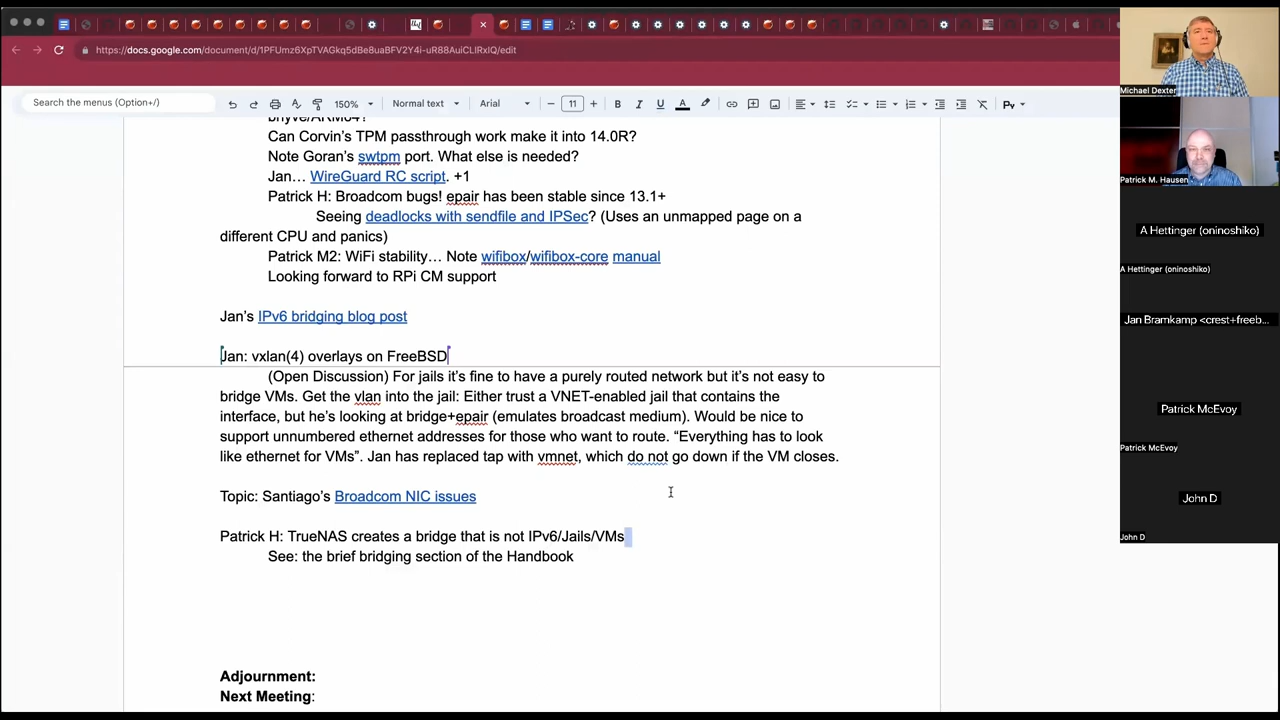 https://docs.google.com/document/d/1PFUmz6XpTVAGkq5dBe8uaBFV2Y4i-uR88AuiCLlRxIQ/edit
Search the menus (Option+/)
150%
Normal text
Arial
11
bhyve/ARM64?
Can Corvin's TPM passthrough work make it into 14.0R?
Note Goran's swtpm port. What else is needed?
Jan… WireGuard RC script. +1
Patrick H: Broadcom bugs! epair has been stable since 13.1+
Seeing deadlocks with sendfile and IPSec? (Uses an unmapped page on a
different CPU and panics)
Patrick M2: WiFi stability… Note wifibox/wifibox-core manual
Looking forward to RPi CM support
Jan's IPv6 bridging blog post
Jan: vxlan(4) overlays on FreeBSD
(Open Discussion) For jails it's fine to have a purely routed network but it's not easy to
bridge VMs. Get the vlan into the jail: Either trust a VNET-enabled jail that contains the
interface, but he's looking at bridge+epair (emulates broadcast medium). Would be nice to
support unnumbered ethernet addresses for those who want to route. “Everything has to look
like ethernet for VMs”. Jan has replaced tap with vmnet, which do not go down if the VM closes.
Topic: Santiago's Broadcom NIC issues
Patrick H: TrueNAS creates a bridge that is not IPv6/Jails/VMs
See: the brief bridging section of the Handbook
Adjournment:
Next Meeting:
Michael Dexter
Patrick M. Hausen
A Hettinger (oninoshiko)
A Hettinger (oninoshiko)
Jan Bramkamp <crest+freeb...
Patrick McEvoy
Patrick McEvoy
John D
John D